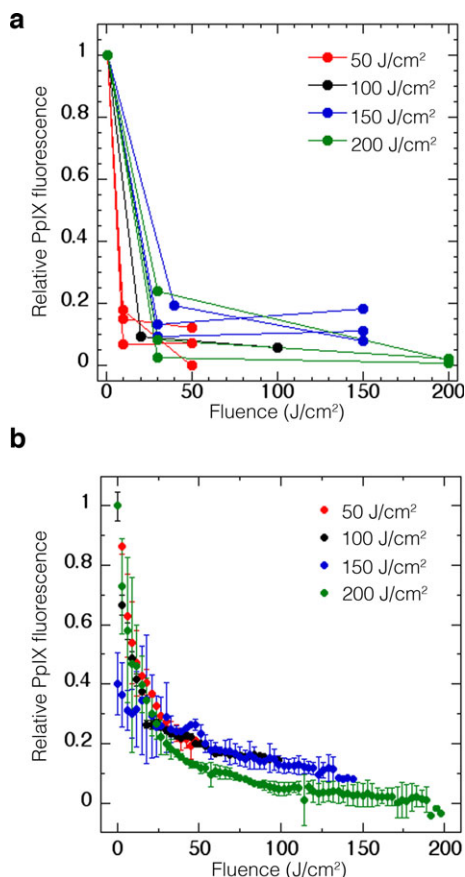 a
1
0.8
0.6
0.4
0.2
0
Relative PpIX fluorescence
50 J/cm²
100 J/cm²
150 J/cm²
200 J/cm²
0 50 100 150 200
Fluence (J/cm²)
b
1
0.8
0.6
0.4
0.2
0
Relative PpIX fluorescence
50 J/cm²
100 J/cm²
150 J/cm²
200 J/cm²
0 50 100 150 200
Fluence (J/cm²)